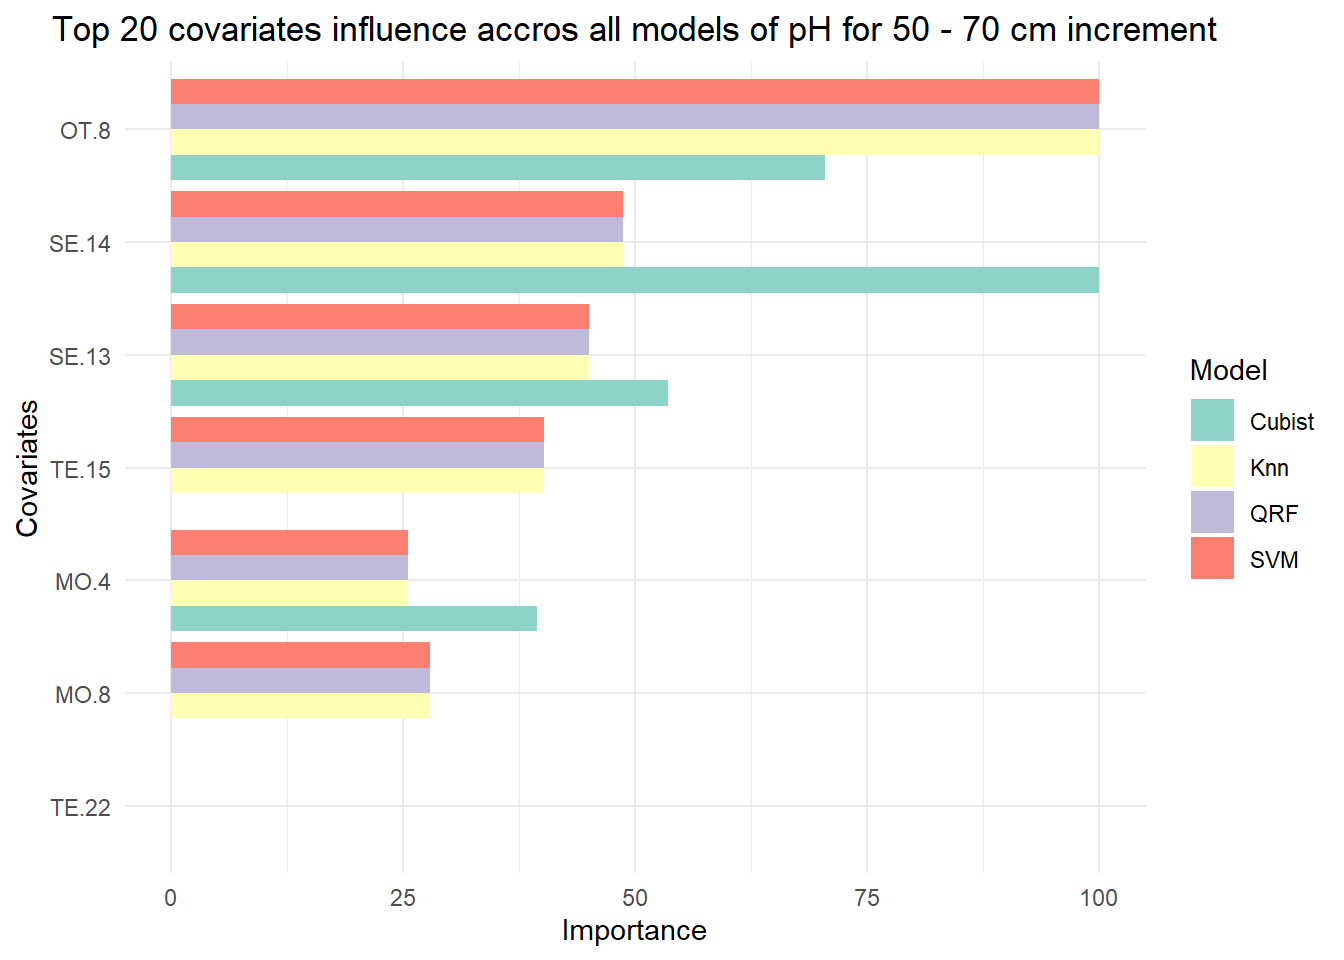 Top 20 covariates influence accros all models of pH for 50 - 70 cm increment
OT.8
SE.14
SE.13
TE.15
MO.4
MO.8
TE.22
Covariates
0 25 50 75 100
Importance
Model
Cubist
Knn
QRF
SVM